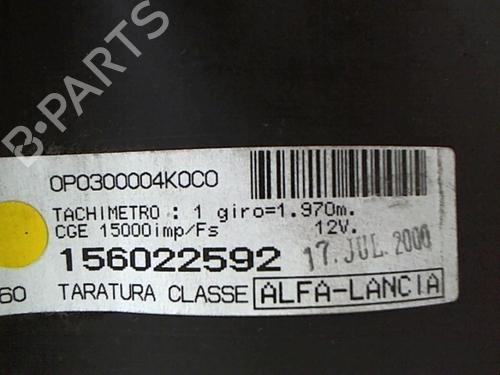 B-PARTS
0P0300004K0C0
TACHIMETRO.: 1 giro=1.970m.
CGE 15000imp/Fs 12V.
156022592 17. JUL. 2000
60 TARATURA CLASSE ALFA-LANCIA